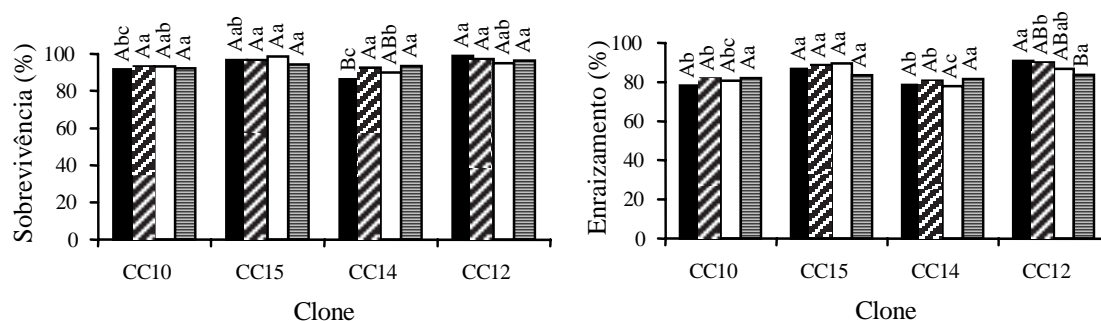 Sobrevivência (%)
100
80
60
40
20
0
Abc Aa Aab Aa
Aab Aa Aa Aa
Bc Aa ABb Aa
Aa Aa Aab Aa
CC10 CC15 CC14 CC12
Clone
Enraizamento (%)
100
80
60
40
20
0
Ab Ab Abc Aa
Aa Aa Aa Aa
Ab Ab Ac Aa
Aa ABb ABab Ba
CC10 CC15 CC14 CC12
Clone